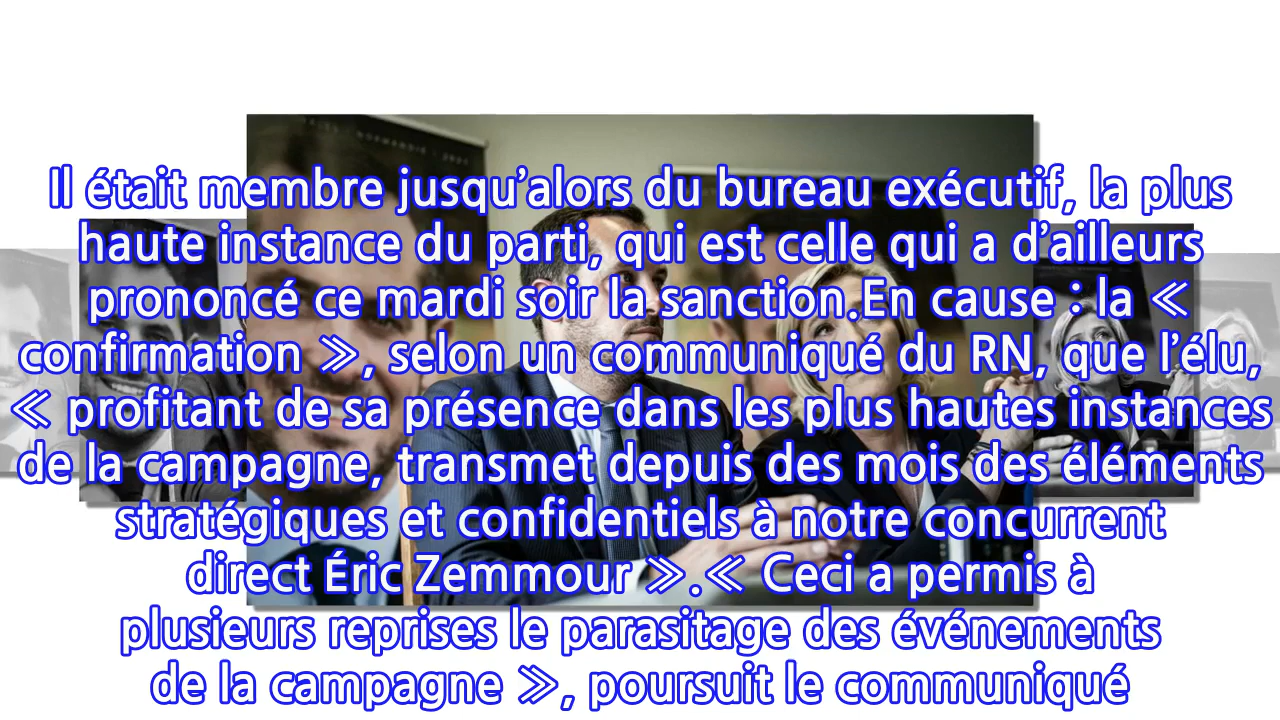 Il était membre jusqu’alors du bureau exécutif, la plus
haute instance du parti, qui est celle qui a d’ailleurs
prononcé ce mardi soir la sanction.En cause : la «
confirmation », selon un communiqué du RN, que l’élu,
« profitant de sa présence dans les plus hautes instances
de la campagne, transmet depuis des mois des éléments
stratégiques et confidentiels à notre concurrent
direct Éric Zemmour ».« Ceci a permis à
plusieurs reprises le parasitage des événements
de la campagne », poursuit le communiqué